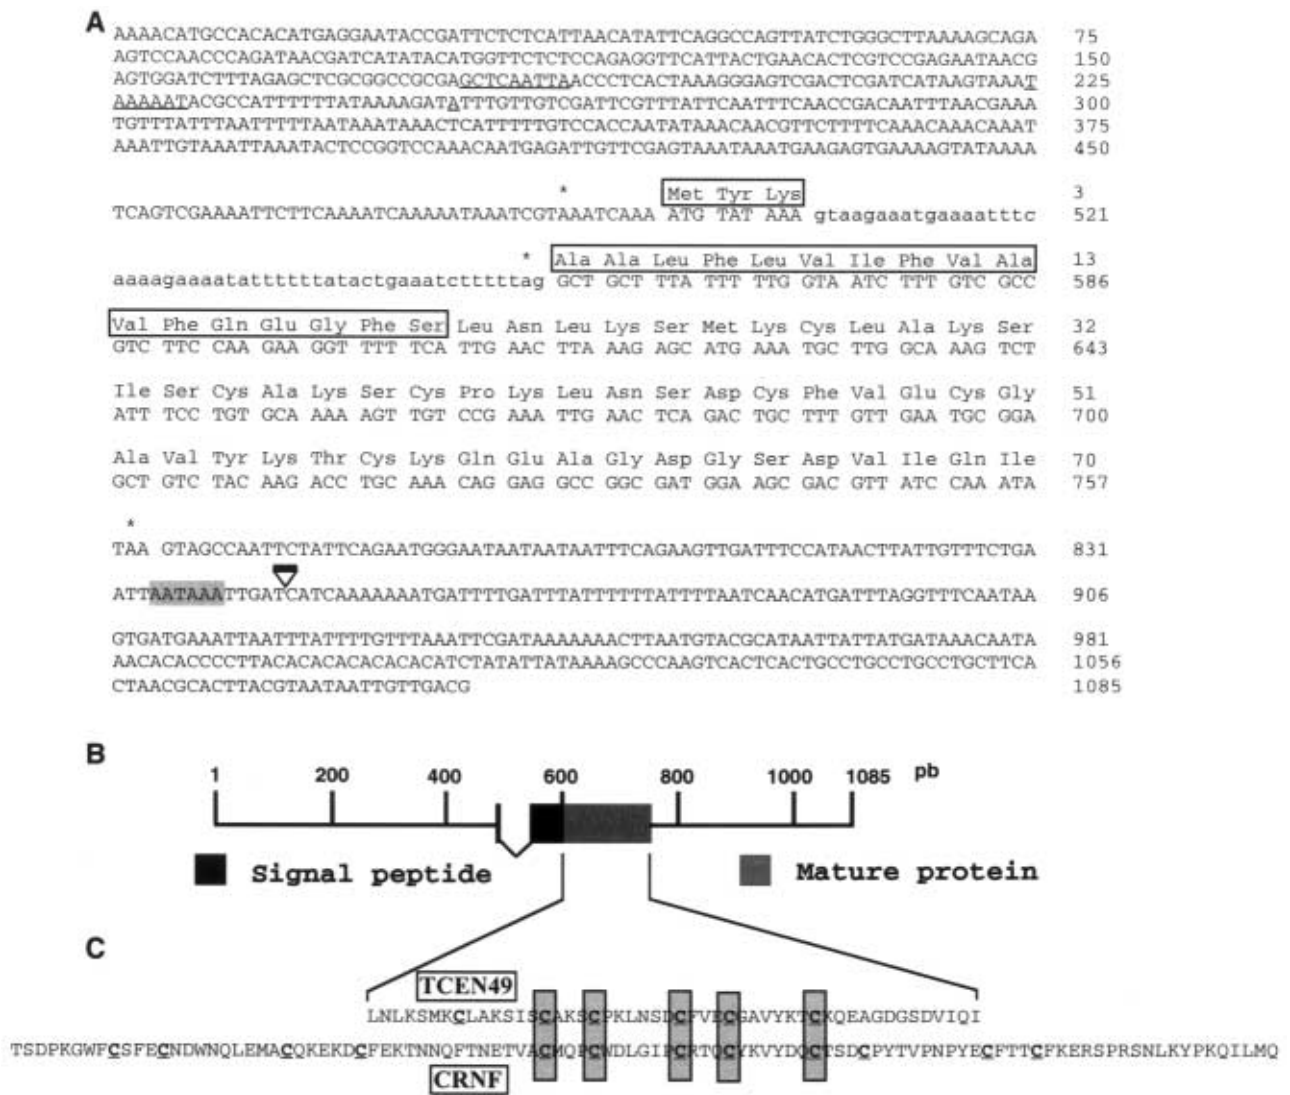 A
AAAACATGCCACACATGAGGAATACCGATTCTCTCATTAACATATTCAGGCCAGTTATCTGGGCTTAAAAGCAGA 75
AGTCCAACCCAGATAACGATCATATACATGGTTCTCTCCAGAGGTTCATTACTGAACACTCGTCCGAGAATAACG 150
AGTGGATCTTTAGAGCTCGCGGCCGCGAGCTCAATTAACCCTCACTAAAGGGAGTCGACTCGATCATAAGTAAAT 225
AAAAATACGCCATTTTTTATAAAAGATATTTGTTGTCGATTCGTTTATTCAATTTCAACCGACAATTTAACGAAA 300
TGTTTATTTAATTTTTAATAAATAAACTCATTTTTGTCCACCAATATAAACAACGTTCTTTTCAAACAAACAAAT 375
AAATTGTAAATTAAATACTCCGGTCCAAACAATGAGATTGTTCGAGTAAATAAATGAAGAGTGAAAAGTATAAAA 450
* Met Tyr Lys 3
TCAGTCGAAAATTCTTCAAAATCAAAAATAAATCGTAAATCAAA ATG TAT AAA gtaagaaatgaaaatttc 521
* Ala Ala Leu Phe Leu Val Ile Phe Val Ala 13
aaaagaaaatattttttatactgaaatctttttag GCT GCT TTA TTT TTG GTA ATC TTT GTC GCC 586
Val Phe Gln Glu Gly Phe Ser Leu Asn Leu Lys Ser Met Lys Cys Leu Ala Lys Ser 32
GTC TTC CAA GAA GGT TTT TCA TTG AAC TTA AAG AGC ATG AAA TGC TTG GCA AAG TCT 643
Ile Ser Cys Ala Lys Ser Cys Pro Lys Leu Asn Ser Asp Cys Phe Val Glu Cys Gly 51
ATT TCC TGT GCA AAA AGT TGT CCG AAA TTG AAC TCA GAC TGC TTT GTT GAA TGC GGA 700
Ala Val Tyr Lys Thr Cys Lys Gln Glu Ala Gly Asp Gly Ser Asp Val Ile Gln Ile 70
GCT GTC TAC AAG ACC TGC AAA CAG GAG GCC GGC GAT GGA AGC GAC GTT ATC CAA ATA 757
*
TAA GTAGCCAATTCTATTCAGAATGGGAATAATAATAATTTCAGAAGTTGATTTCCATAACTTATTGTTTCTGA 831
ATTAATAAATTGATCATCAAAAAAATGATTTTGATTTATTTTTTATTTTAATCAACATGATTTAGGTTTCAATAA 906
GTGATGAAATTAATTTATTTTGTTTAAATTCGATAAAAAAACTTAATGTACGCATAATTATTATGATAAACAATA 981
AACACACCCCTTACACACACACACACATCTATATTATAAAAGCCCAAGTCACTCACTGCCTGCCTGCCTGCTTCA 1056
CTAACGCACTTACGTAATAATTGTTGACG 1085
B
1 200 400 600 800 1000 1085 pb
Signal peptide Mature protein
C
TCEN49
LNLKSMKCLAKSISCAKSCPKLNSDCFVECGAVYKTCKQEAGDGSDVIQI
TSDPKGWFCSFECNDWNQLEMACQKEKDCFEKTNNQFTNETVACMQPCWDLGIPCRTQCYKVYDQCTSDCPYTVPNPYECFTTCFKERSPRSNLKYPKQILMQ
CRNF